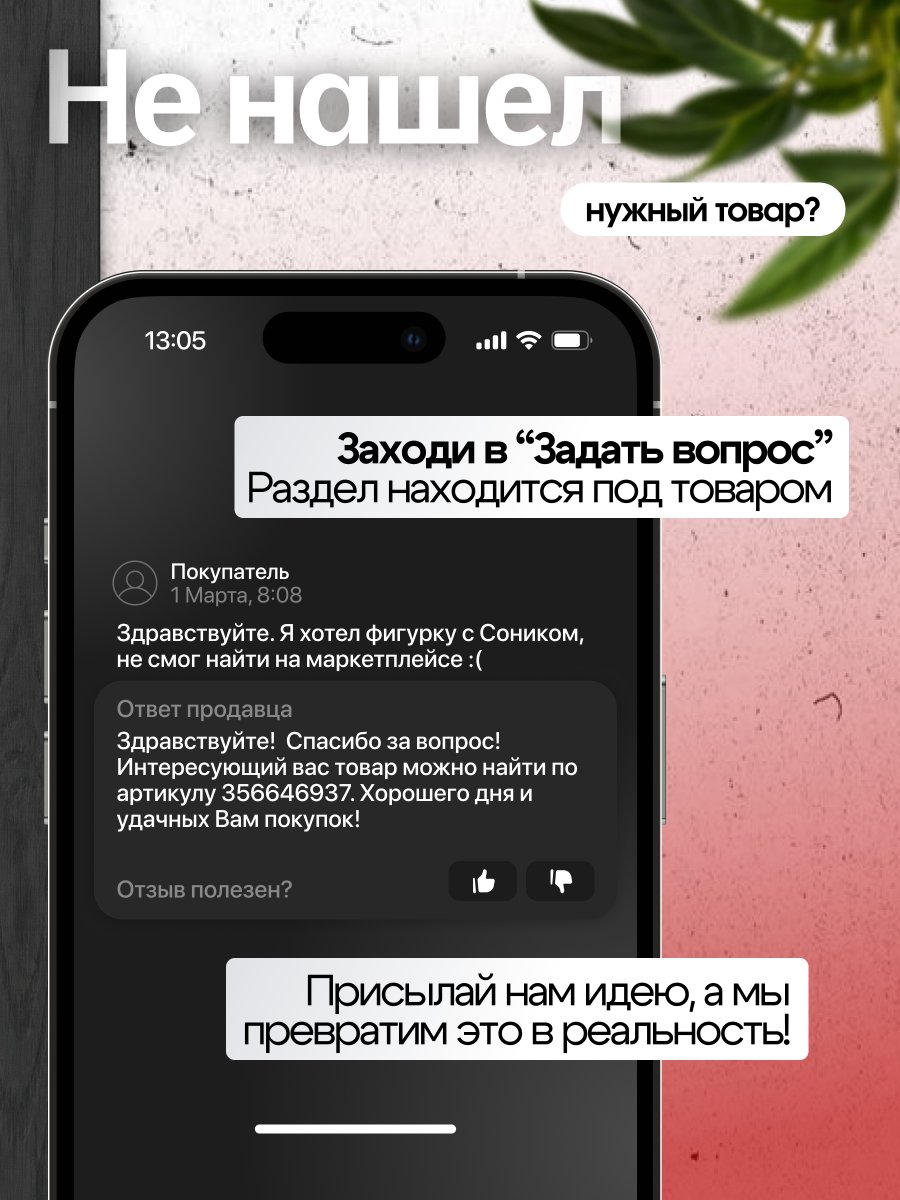 Не нашел
нужный товар?
13:05
Заходи в “Задать вопрос”
Раздел находится под товаром
Покупатель
1 Марта, 8:08
Здравствуйте. Я хотел фигурку с Соником,
не смог найти на маркетплейсе :(
Ответ продавца
Здравствуйте!  Спасибо за вопрос!
Интересующий вас товар можно найти по
артикулу 356646937. Хорошего дня и
удачных Вам покупок!
Отзыв полезен?
Присылай нам идею, а мы
превратим это в реальность!